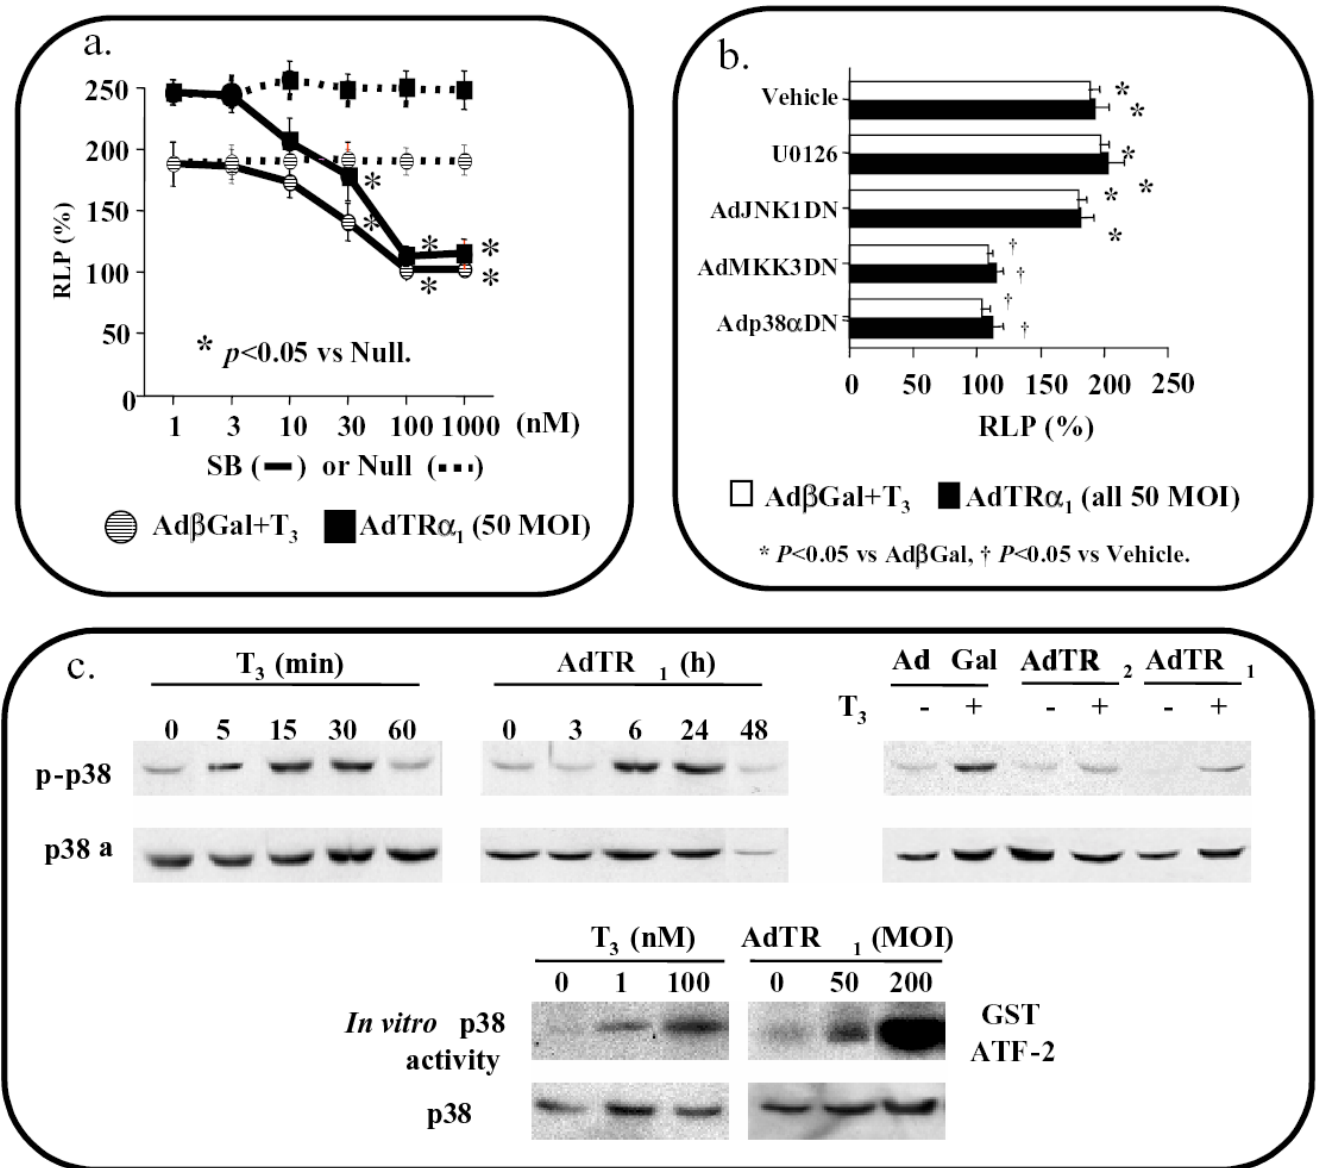 a.
250
200
150
100
50
0
RLP (%)
*
*
*
*
*
*
* p<0.05 vs Null.
1 3 10 30 100 1000 (nM)
SB ( ) or Null ( )
AdβGal+T3 AdTRα1 (50 MOI)
b.
Vehicle
*
*
U0126
*
*
AdJNK1DN
*
*
AdMKK3DN
†
†
Adp38αDN
†
†
0 50 100 150 200 250
RLP (%)
AdβGal+T3 AdTRα1 (all 50 MOI)
* P<0.05 vs AdβGal, † P<0.05 vs Vehicle.
c.
T3 (min)
0 5 15 30 60
AdTR 1 (h)
0 3 6 24 48
Ad Gal AdTR 2 AdTR 1
T3 - + - + - +
p-p38
p38 a
T3 (nM)
0 1 100
AdTR 1 (MOI)
0 50 200
In vitro p38
activity
GST
ATF-2
p38